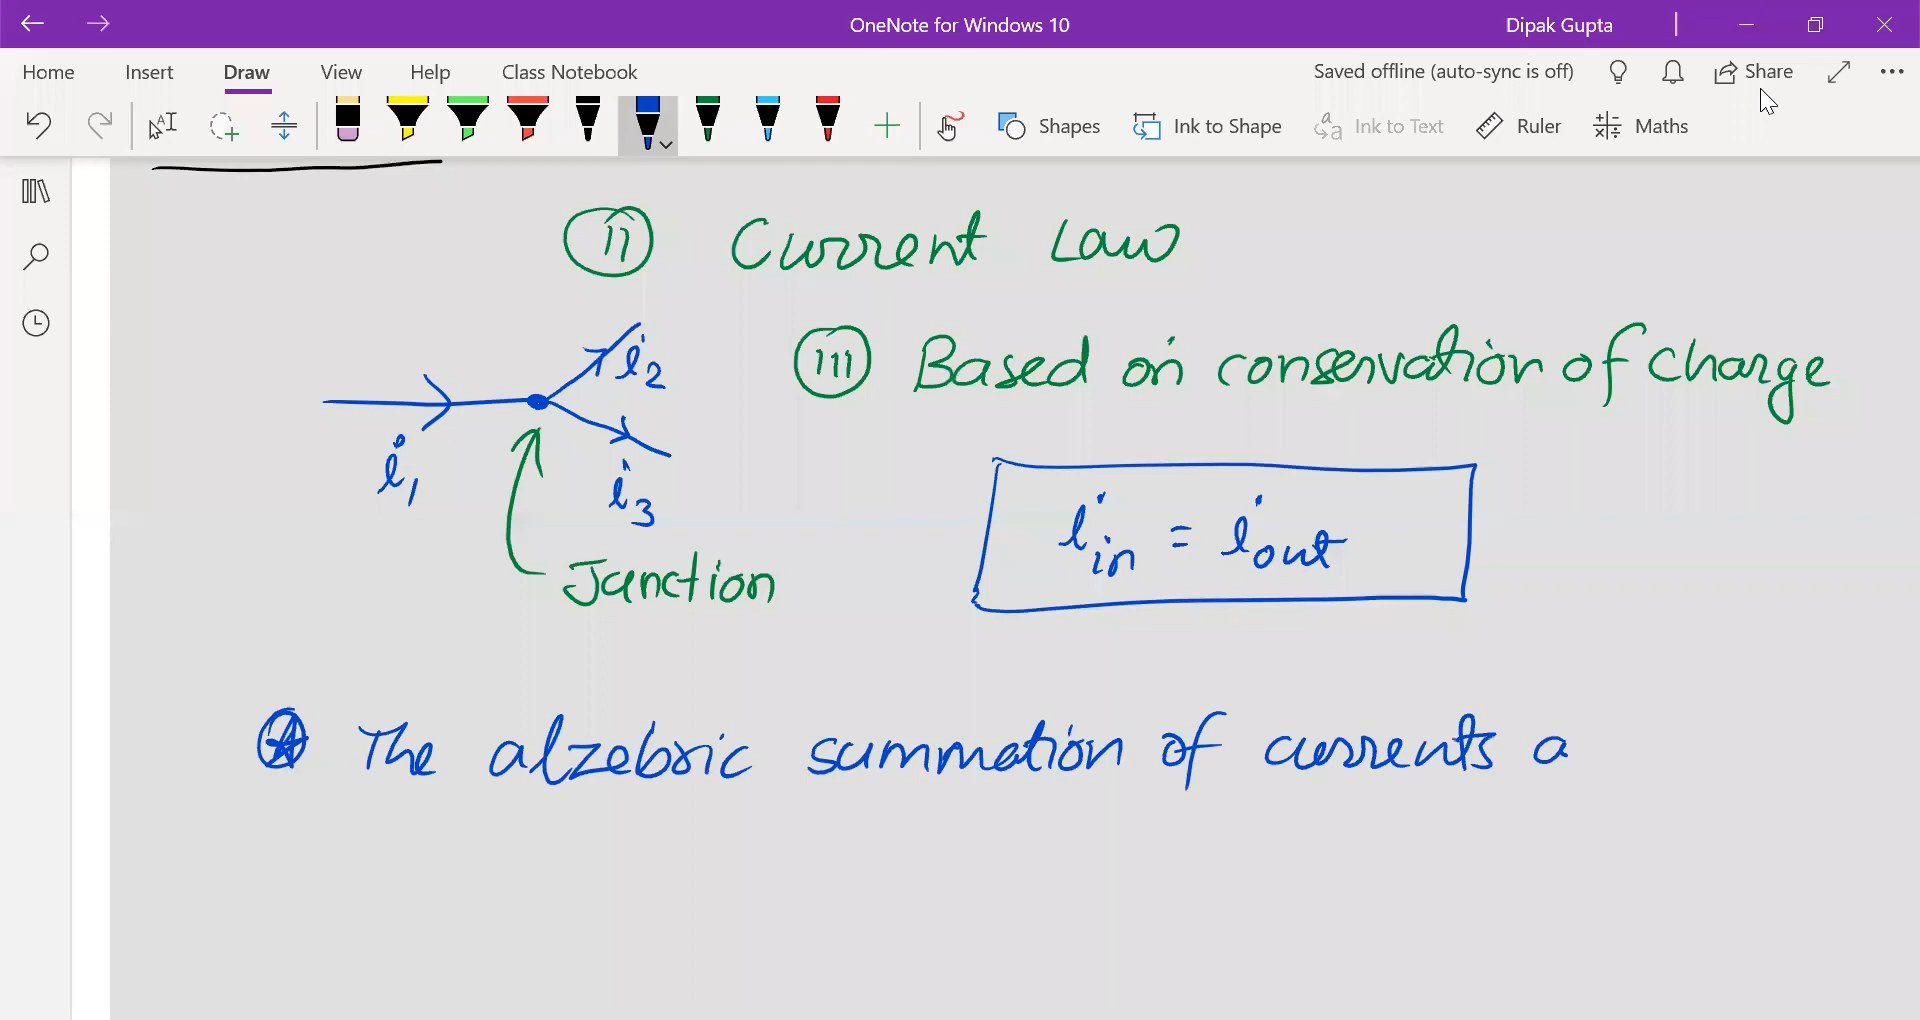 OneNote for Windows 10
Dipak Gupta
Home Insert Draw View Help Class Notebook
Saved offline (auto-sync is off) Share
Shapes Ink to Shape Ink to Text Ruler Maths
II Current Law
i2 III Based on conservation of charge
i1
i3
iin = iout
Junction
The alzebric summation of currents a